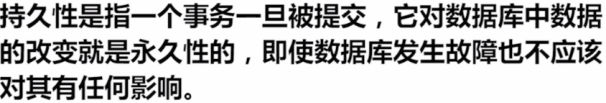 持久性是指一个事务一旦被提交，它对数据库中数据
的改变就是永久性的，即使数据库发生故障也不应该
对其有任何影响。